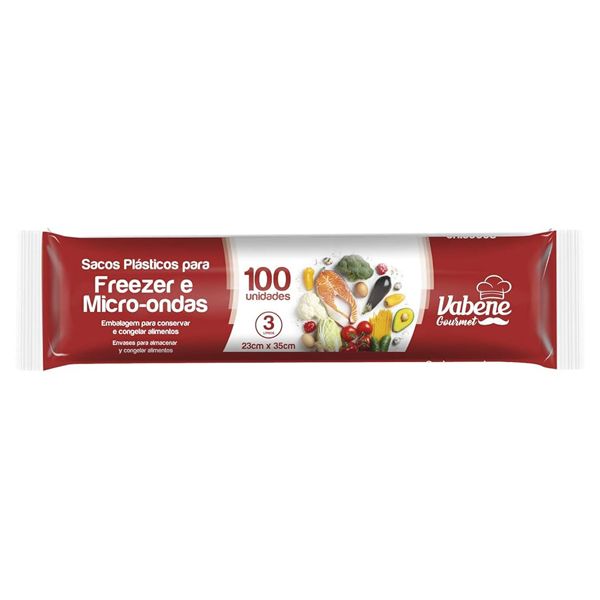 Sacos Plásticos para
Freezer e
Micro-ondas
Embalagem para conservar
e congelar alimentos
Envases para almacenar
y congelar alimentos
100
unidades
3
LITROS
23cm x 35cm
Vabene
Gourmet